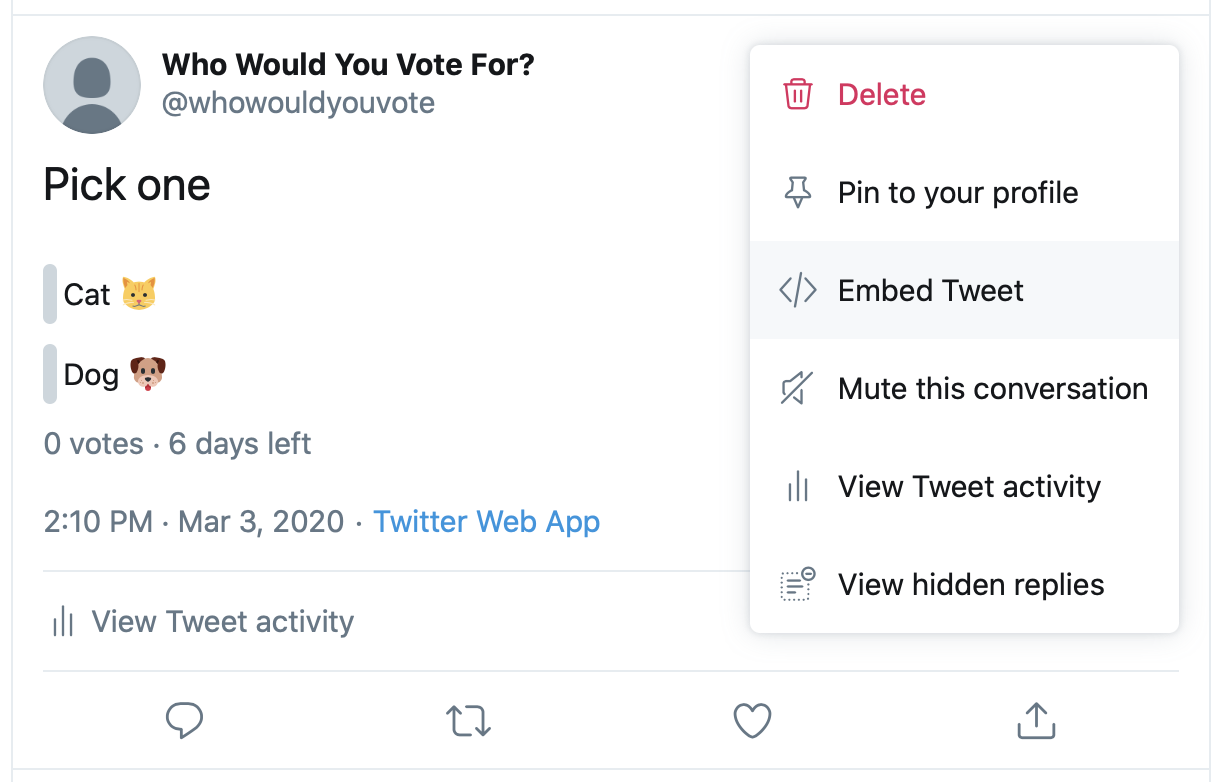 Who Would You Vote For?
@whowouldyouvote
Pick one
Cat 🐱
Dog 🐶
0 votes · 6 days left
2:10 PM · Mar 3, 2020 · Twitter Web App
View Tweet activity
Delete
Pin to your profile
Embed Tweet
Mute this conversation
View Tweet activity
View hidden replies